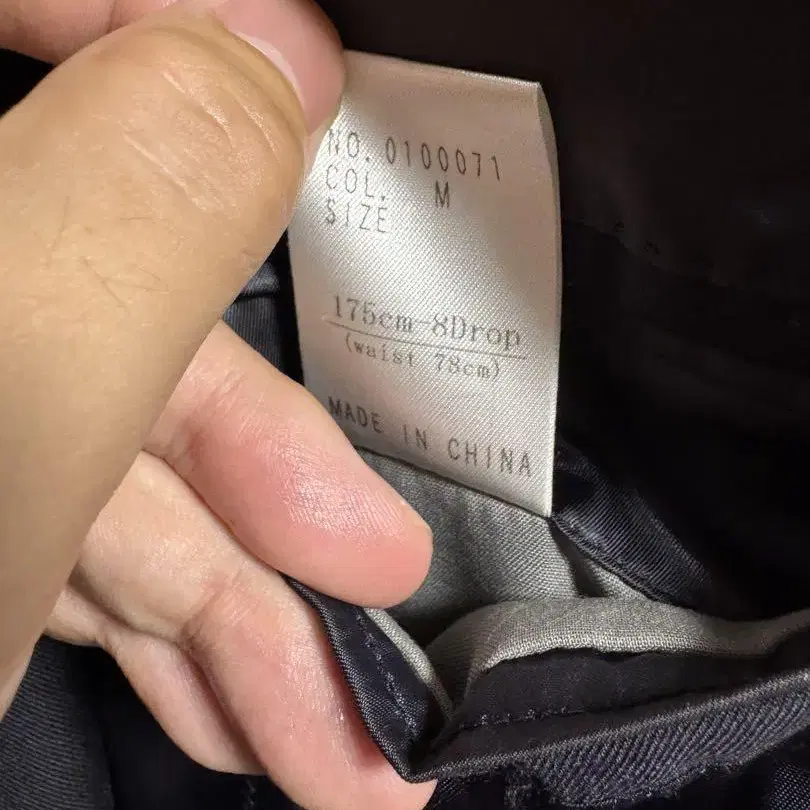 NO. 0100071
COL. M
SIZE
175cm-8Drop
(waist 78cm)
MADE IN CHINA